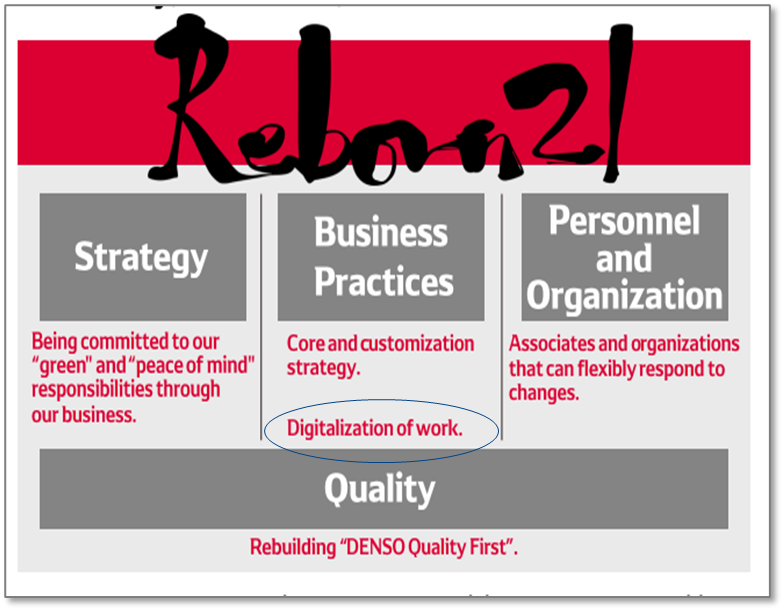 Reborn21
Strategy
Being committed to our
“green” and “peace of mind”
responsibilities through
our business.
Business
Practices
Core and customization
strategy.
Digitalization of work.
Personnel
and
Organization
Associates and organizations
that can flexibly respond to
changes.
Quality
Rebuilding “DENSO Quality First”.